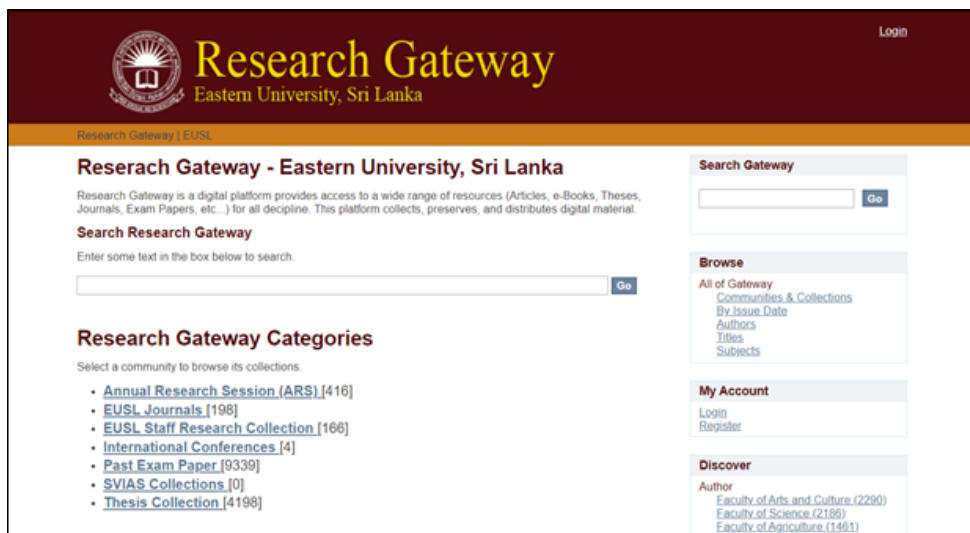 Login
Research Gateway
Eastern University, Sri Lanka
Research Gateway | EUSL
Reserach Gateway - Eastern University, Sri Lanka
Research Gateway is a digital platform provides access to a wide range of resources (Articles, e-Books, Theses,
Journals, Exam Papers, etc...) for all decipline. This platform collects, preserves, and distributes digital material.
Search Research Gateway
Enter some text in the box below to search.
Go
Research Gateway Categories
Select a community to browse its collections.
• Annual Research Session (ARS) [416]
• EUSL Journals [198]
• EUSL Staff Research Collection [166]
• International Conferences [4]
• Past Exam Paper [9339]
• SVIAS Collections [0]
• Thesis Collection [4198]
Search Gateway
Go
Browse
All of Gateway
Communities & Collections
By Issue Date
Authors
Titles
Subjects
My Account
Login
Register
Discover
Author
Faculty of Arts and Culture (2290)
Faculty of Science (2186)
Faculty of Agriculture (1461)